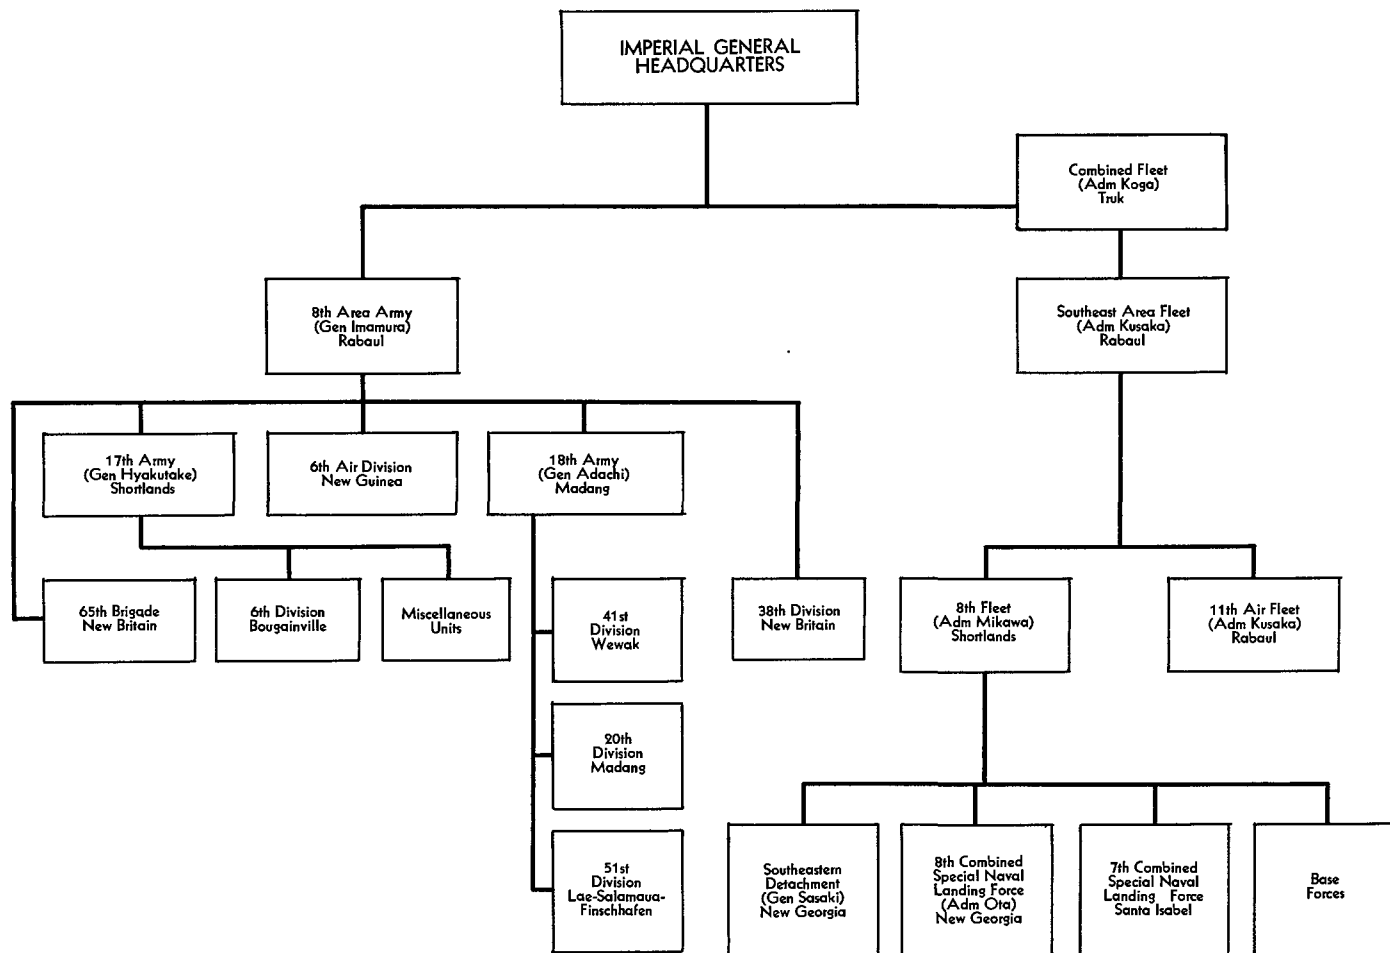 IMPERIAL GENERAL
HEADQUARTERS
Combined Fleet
(Adm Koga)
Truk
8th Area Army
(Gen Imamura)
Rabaul
Southeast Area Fleet
(Adm Kusaka)
Rabaul
17th Army
(Gen Hyakutake)
Shortlands
6th Air Division
New Guinea
18th Army
(Gen Adachi)
Madang
65th Brigade
New Britain
6th Division
Bougainville
Miscellaneous
Units
41st
Division
Wewak
38th Division
New Britain
8th Fleet
(Adm Mikawa)
Shortlands
11th Air Fleet
(Adm Kusaka)
Rabaul
20th
Division
Madang
51st
Division
Lae-Salamaua-
Finschhafen
Southeastern
Detachment
(Gen Sasaki)
New Georgia
8th Combined
Special Naval
Landing Force
(Adm Ota)
New Georgia
7th Combined
Special Naval
Landing Force
Santa Isabel
Base
Forces